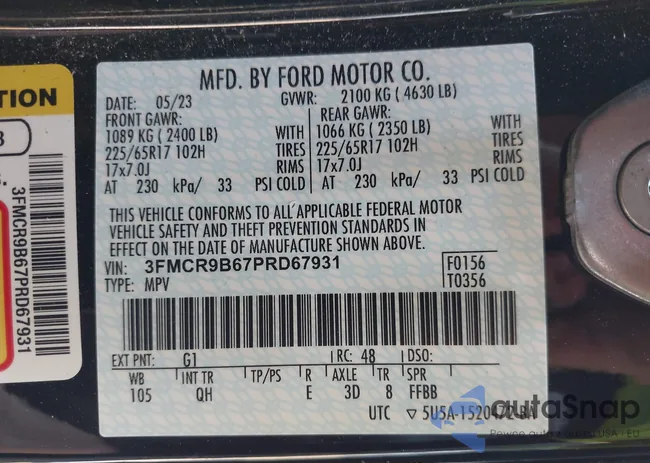 MFD. BY FORD MOTOR CO.
DATE: 05/23 GVWR: 2100 KG ( 4630 LB)
FRONT GAWR: REAR GAWR:
1089 KG ( 2400 LB) WITH 1066 KG ( 2350 LB) WITH
225/65R17 102H TIRES 225/65R17 102H TIRES
17x7.0J RIMS 17x7.0J RIMS
AT 230 kPa/ 33 PSI COLD AT 230 kPa/ 33 PSI COLD
THIS VEHICLE CONFORMS TO ALL APPLICABLE FEDERAL MOTOR
VEHICLE SAFETY AND THEFT PREVENTION STANDARDS IN
EFFECT ON THE DATE OF MANUFACTURE SHOWN ABOVE.
VIN: 3FMCR9B67PRD67931 F0156
TYPE: MPV T0356
EXT PNT: G1 RC: 48 DSO:
WB INT TR TP/PS R AXLE TR SPR
105 QH E 3D 8 FFBB
UTC ▽ 5U5A-1520472-BA
TION
3
S.
3FMCR9B67PRD67931
autoSnap